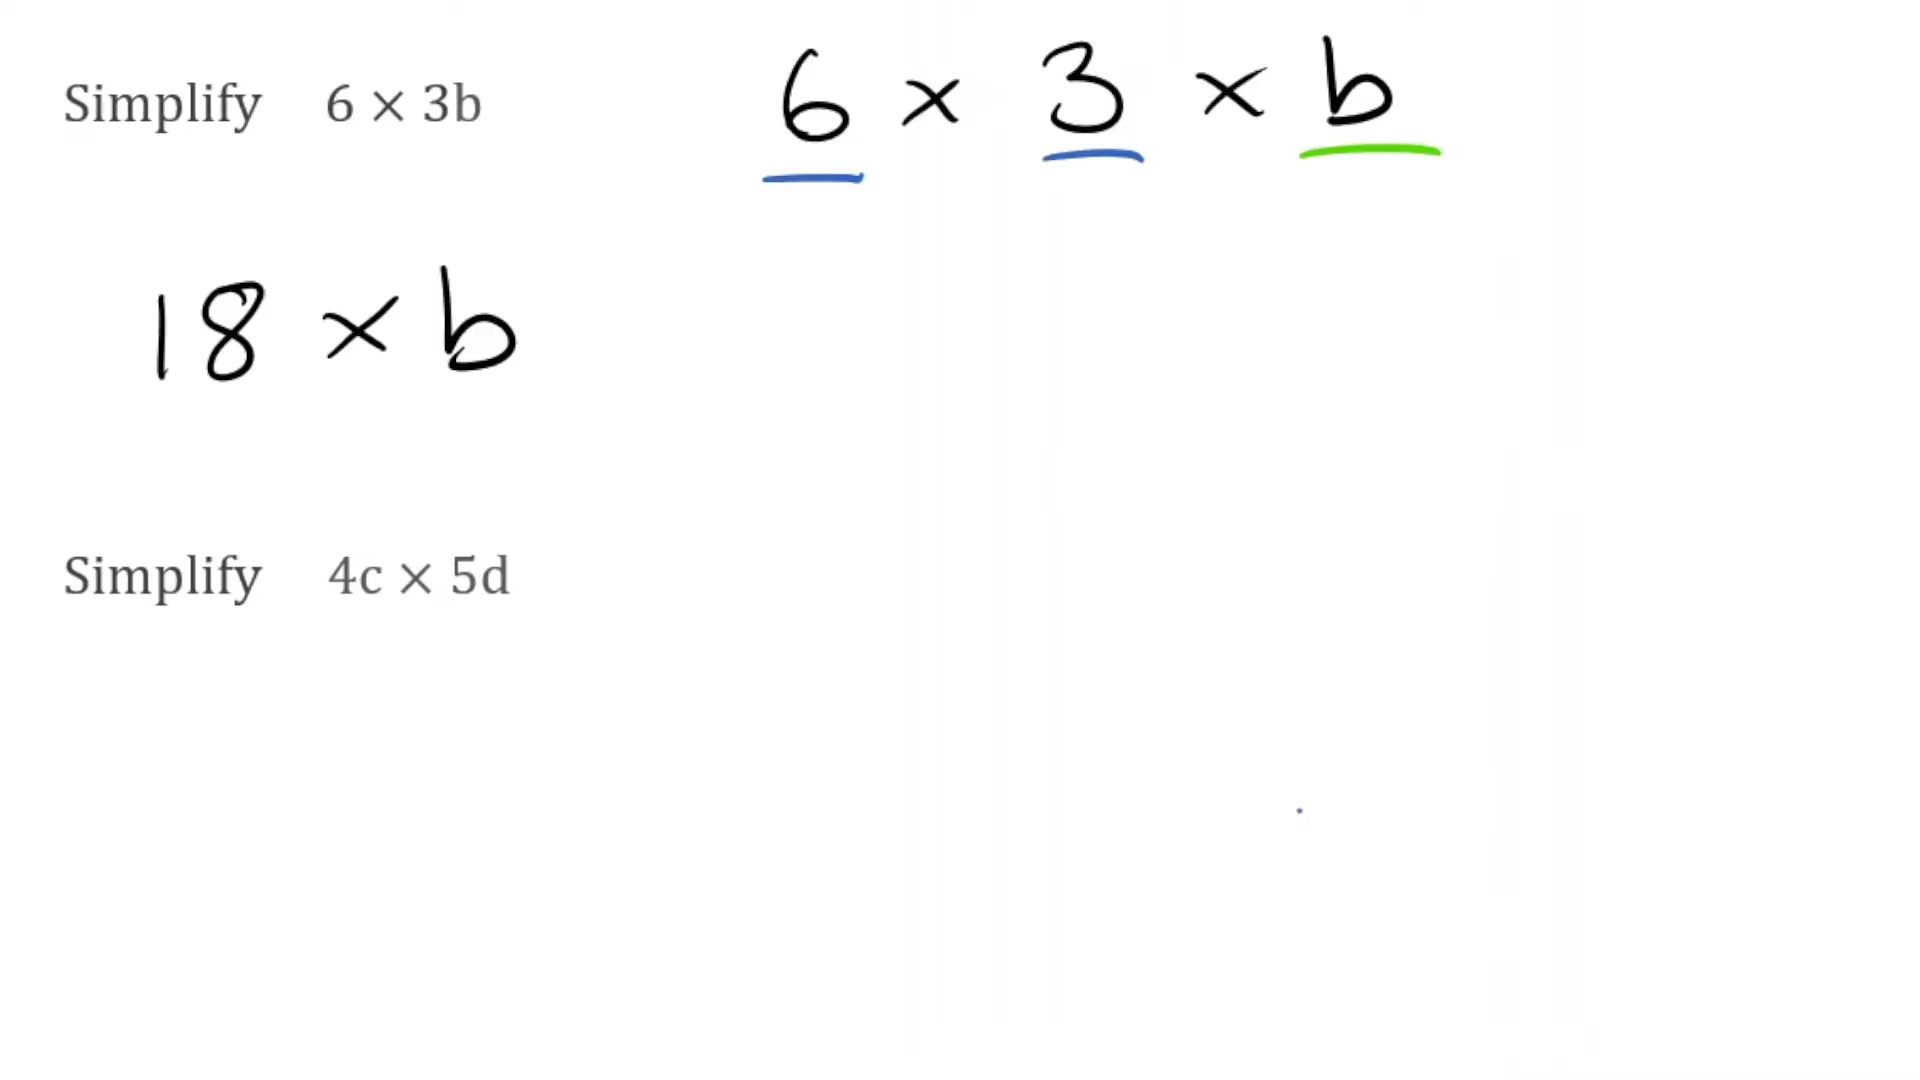 Simplify 6 × 3b 6 × 3 × b
18 × b
Simplify 4c × 5d